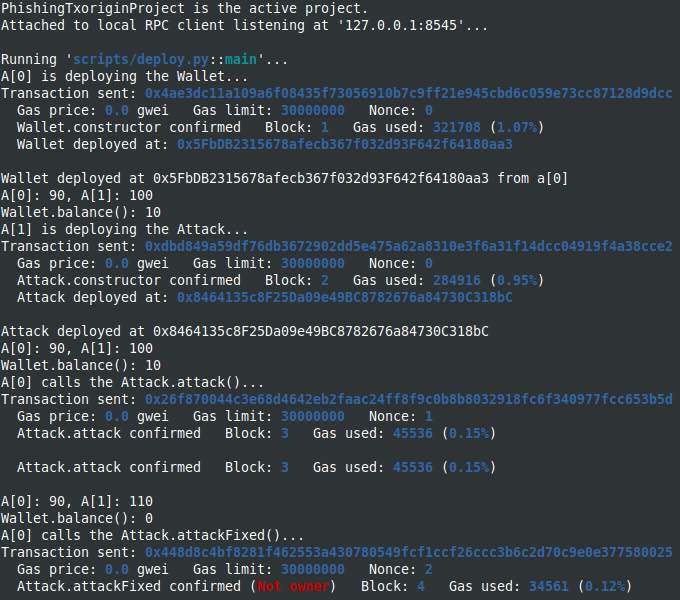 PhishingTxoriginProject is the active project.
Attached to local RPC client listening at '127.0.0.1:8545'...
Running 'scripts/deploy.py::main'...
A[0] is deploying the Wallet...
Transaction sent: 0x4ae3dc11a109a6f08435f73056910b7c9ff21e945cbd6c059e73cc87128d9dcc
Gas price: 0.0 gwei   Gas limit: 30000000   Nonce: 0
Wallet.constructor confirmed   Block: 1   Gas used: 321708 (1.07%)
Wallet deployed at: 0x5FbDB2315678afecb367f032d93F642f64180aa3
Wallet deployed at 0x5FbDB2315678afecb367f032d93F642f64180aa3 from a[0]
A[0]: 90, A[1]: 100
Wallet.balance(): 10
A[1] is deploying the Attack...
Transaction sent: 0xdbd849a59df76db3672902dd5e475a62a8310e3f6a31f14dcc04919f4a38cce2
Gas price: 0.0 gwei   Gas limit: 30000000   Nonce: 0
Attack.constructor confirmed   Block: 2   Gas used: 284916 (0.95%)
Attack deployed at: 0x8464135c8F25Da09e49BC8782676a84730C318bC
Attack deployed at 0x8464135c8F25Da09e49BC8782676a84730C318bC
A[0]: 90, A[1]: 100
Wallet.balance(): 10
A[0] calls the Attack.attack()...
Transaction sent: 0x26f870044c3e68d4642eb2faac24ff8f9c0b8b8032918fc6f340977fcc653b5d
Gas price: 0.0 gwei   Gas limit: 30000000   Nonce: 1
Attack.attack confirmed   Block: 3   Gas used: 45536 (0.15%)
Attack.attack confirmed   Block: 3   Gas used: 45536 (0.15%)
A[0]: 90, A[1]: 110
Wallet.balance(): 0
A[0] calls the Attack.attackFixed()...
Transaction sent: 0x448d8c4bf8281f462553a430780549fcf1ccf26ccc3b6c2d70c9e0e377580025
Gas price: 0.0 gwei   Gas limit: 30000000   Nonce: 2
Attack.attackFixed confirmed (Not owner)   Block: 4   Gas used: 34561 (0.12%)